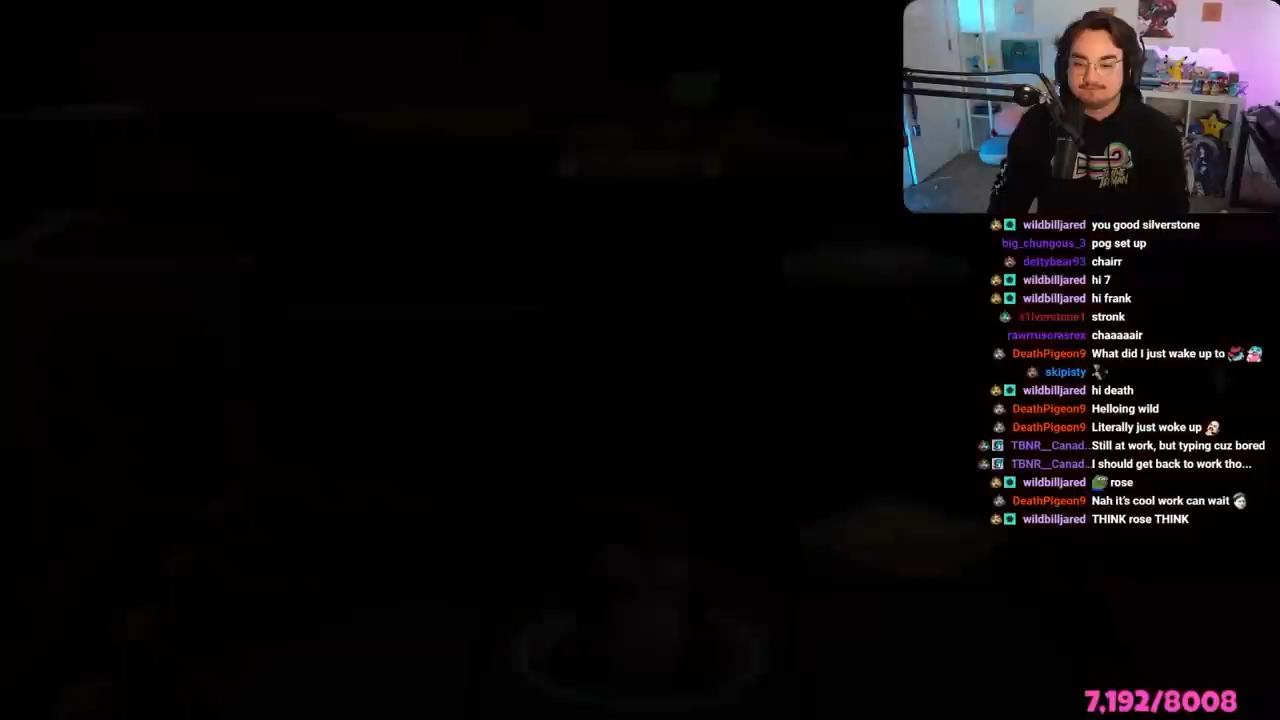 wildbilljared you good silverstone
big_chungous_3 pog set up
deitybear93 chairr
wildbilljared hi 7
wildbilljared hi frank
s1lverstone1 stronk
chaaaaair
DeathPigeon9 What did I just wake up to
skipisty
wildbilljared hi death
DeathPigeon9 Helloing wild
DeathPigeon9 Literally just woke up
TBNR__Canad.. Still at work, but typing cuz bored
TBNR__Canad.. I should get back to work tho...
wildbilljared rose
DeathPigeon9 Nah it's cool work can wait
wildbilljared THINK rose THINK
7,192/8008